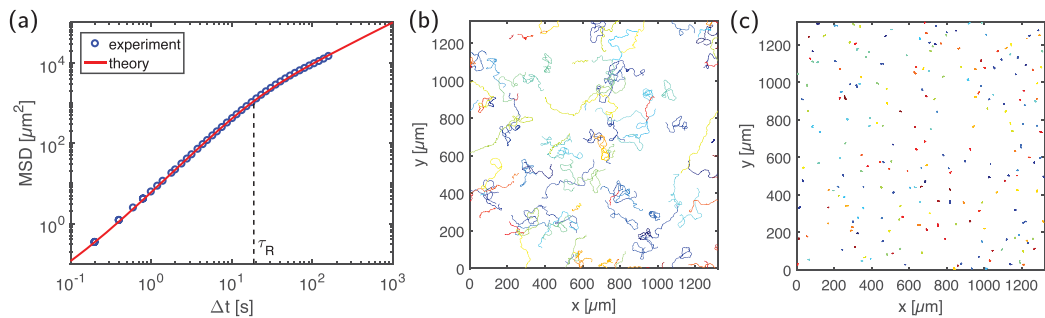 (a)
MSD [μm²]
10⁴
10²
10⁰
experiment
theory
τR
10⁻¹ 10⁰ 10¹ 10² 10³
Δt [s]
(b)
y [μm]
1200
1000
800
600
400
200
0
0 200 400 600 800 1000 1200
x [μm]
(c)
y [μm]
1200
1000
800
600
400
200
0
0 200 400 600 800 1000 1200
x [μm]